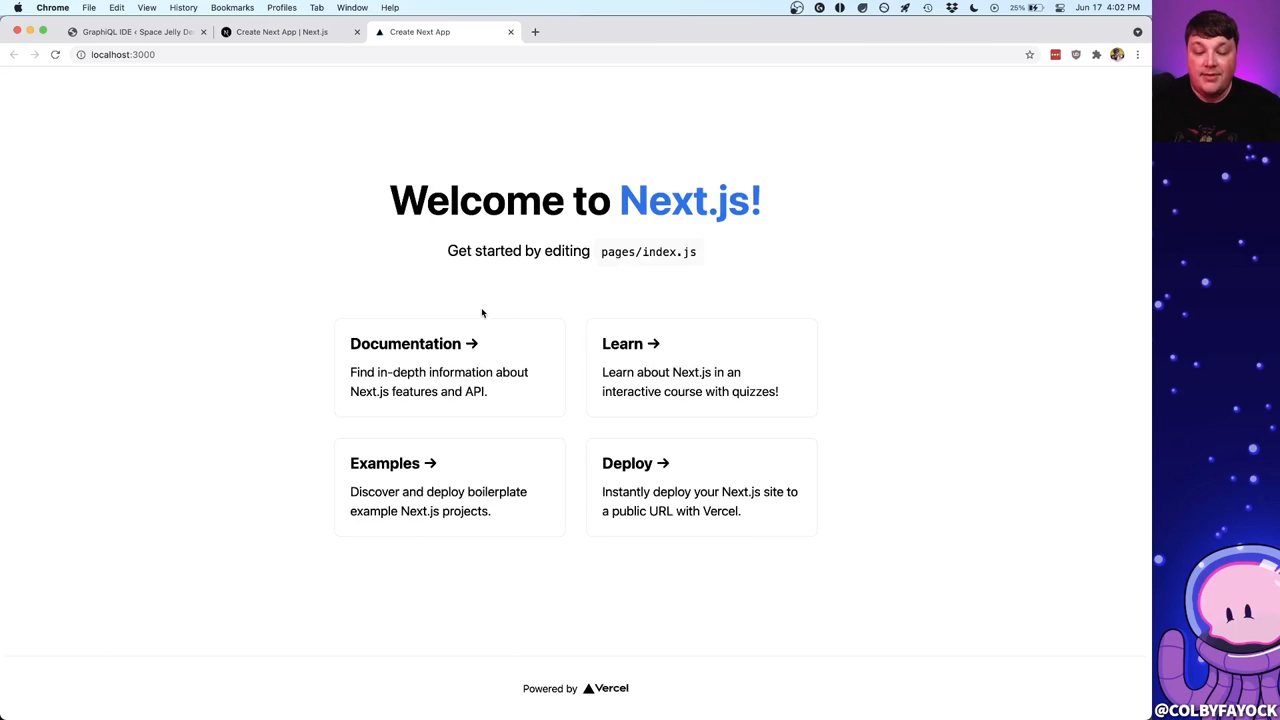 Chrome File Edit View History Bookmarks Profiles Tab Window Help 25% Jun 17 4:02 PM
GraphiQL IDE ‹ Space Jelly De Create Next App | Next.js Create Next App
localhost:3000
Welcome to Next.js!
Get started by editing pages/index.js
Documentation →
Find in-depth information about
Next.js features and API.
Learn →
Learn about Next.js in an
interactive course with quizzes!
Examples →
Discover and deploy boilerplate
example Next.js projects.
Deploy →
Instantly deploy your Next.js site to
a public URL with Vercel.
Powered by Vercel
@COLBYFAYOCK